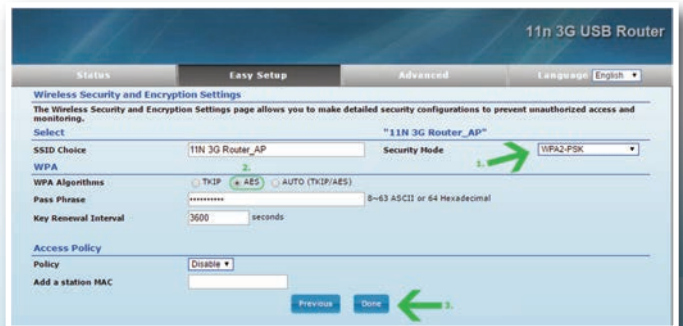 11n 3G USB Router
Status Easy Setup Advanced Language English
Wireless Security and Encryption Settings
The Wireless Security and Encryption Settings page allows you to make detailed security configurations to prevent unauthorized access and
monitoring.
Select "11N 3G Router_AP"
SSID Choice 11N 3G Router_AP Security Mode 1. WPA2-PSK
WPA 2.
WPA Algorithms TKIP AES AUTO (TKIP/AES)
Pass Phrase •••••••••• 8~63 ASCII or 64 Hexadecimal
Key Renewal Interval 3600 seconds
Access Policy
Policy Disable
Add a station MAC
Previous Done 3.